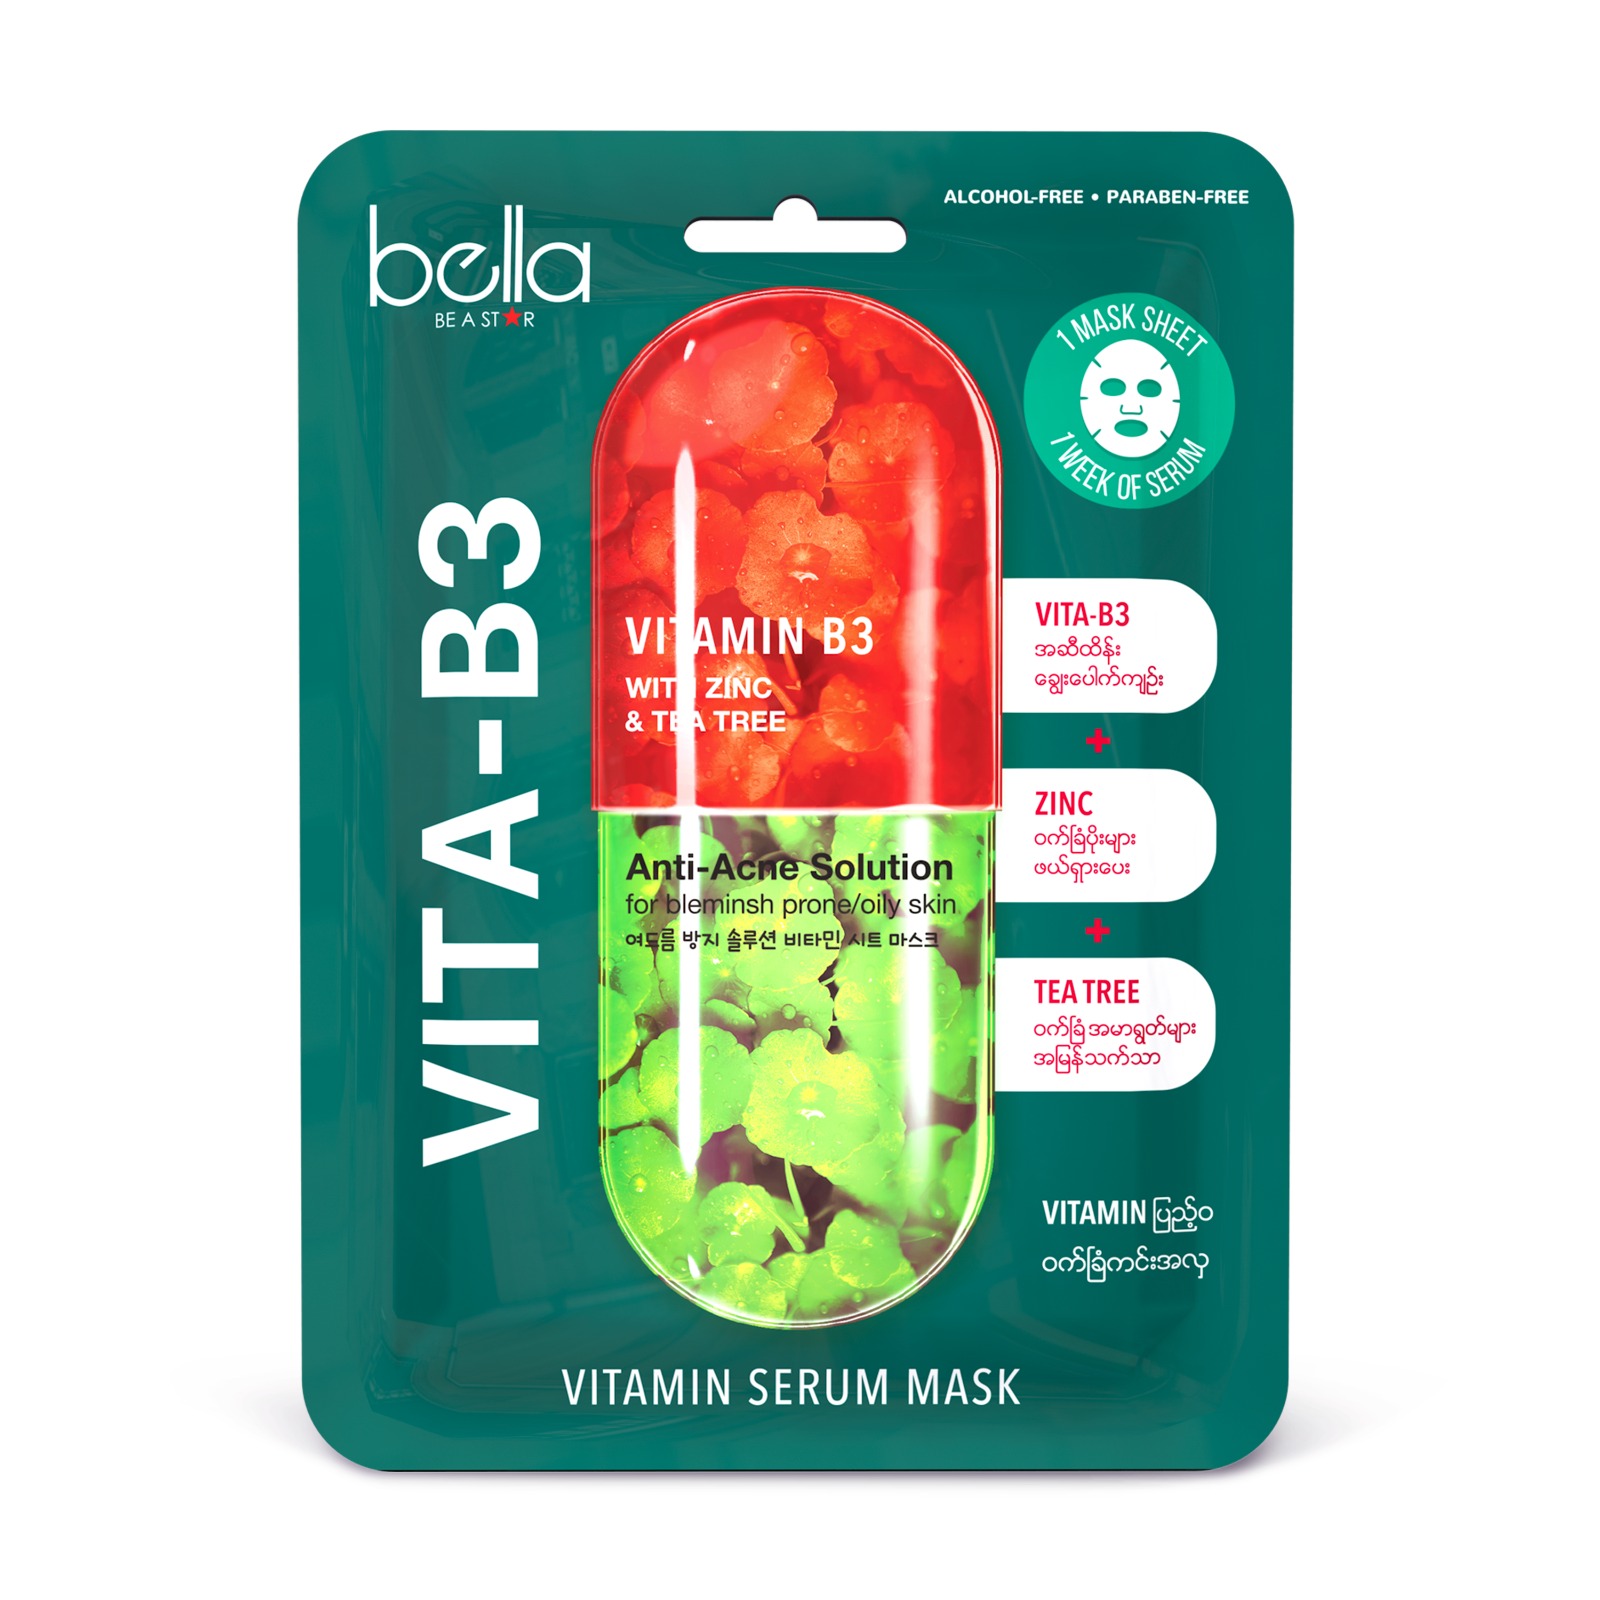 bella
BE A ST★R
ALCOHOL-FREE • PARABEN-FREE
1 MASK SHEET
1 WEEK OF SERUM
VITA-B3
VITAMIN B3
WITH ZINC
& TEA TREE
Anti-Acne Solution
for bleminsh prone/oily skin
여드름 방지 솔루션 비타민 시트 마스크
VITA-B3
အဆီထိန်း
ချွေးပေါက်ကျဉ်း
+
ZINC
ဝက်ခြံပိုးများ
ဖယ်ရှားပေး
+
TEA TREE
ဝက်ခြံ အမာရွတ်များ
အမြန်သက်သာ
VITAMIN ပြည့်ဝ
ဝက်ခြံကင်းအလှ
VITAMIN SERUM MASK